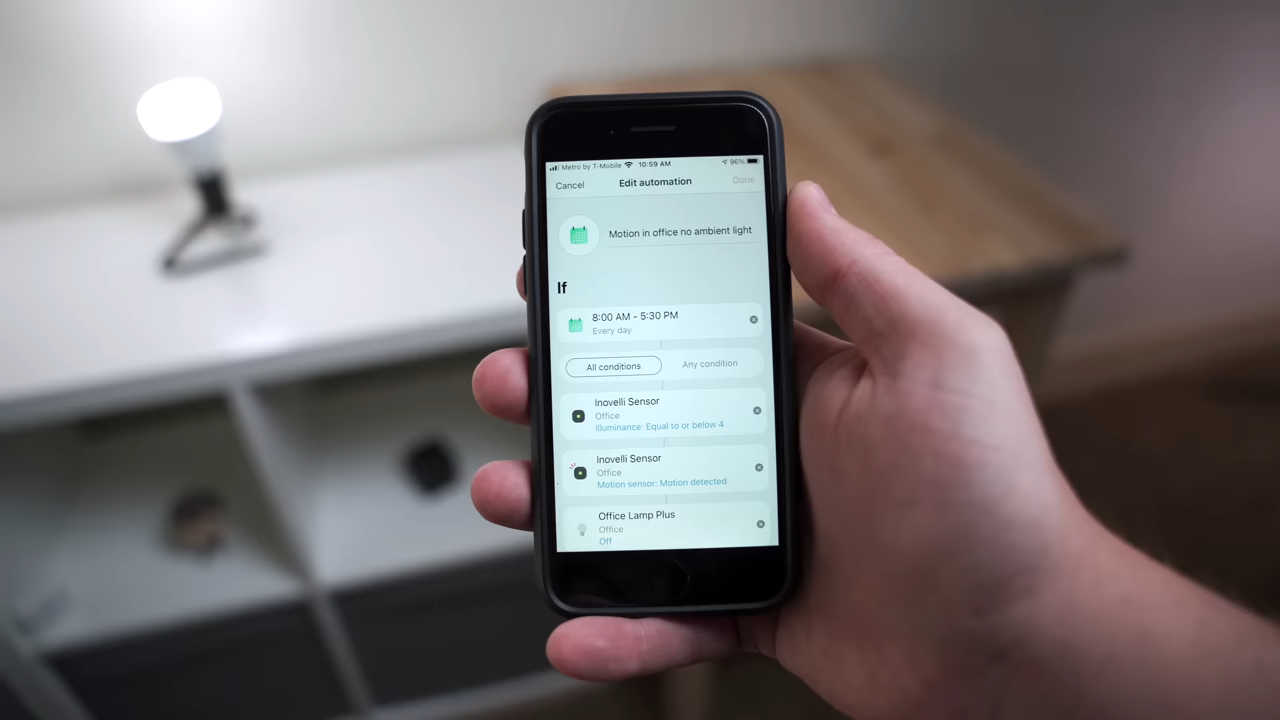 Metro by T-Mobile 10:59 AM 96%
Cancel Edit automation Done
Motion in office no ambient light
If
8:00 AM - 5:30 PM
Every day
All conditions Any condition
Inovelli Sensor
Office
Illuminance: Equal to or below 4
Inovelli Sensor
Office
Motion sensor: Motion detected
Office Lamp Plus
Office
Off